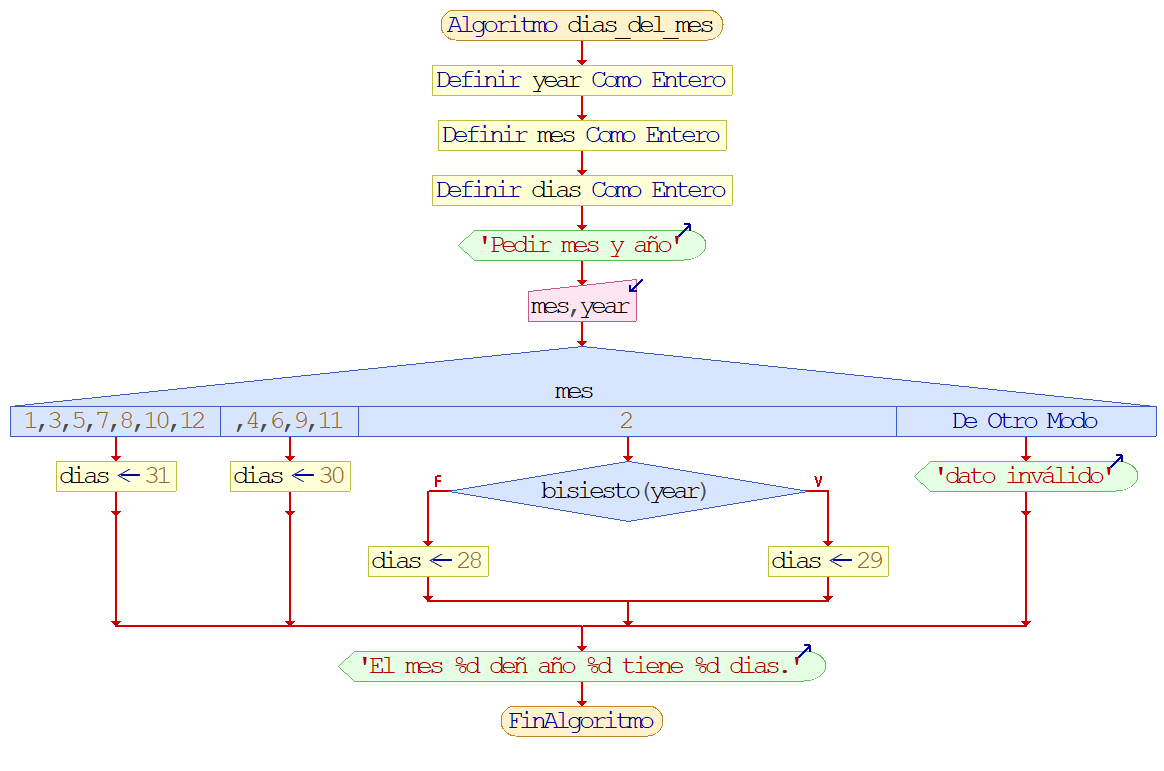 Algoritmo dias_del_mes
Definir year Como Entero
Definir mes Como Entero
Definir dias Como Entero
'Pedir mes y año'
mes,year
mes
1,3,5,7,8,10,12
,4,6,9,11
2
De Otro Modo
dias ← 31
dias ← 30
F
bisiesto(year)
V
'dato inválido'
dias ← 28
dias ← 29
'El mes %d deñ año %d tiene %d dias.'
FinAlgoritmo